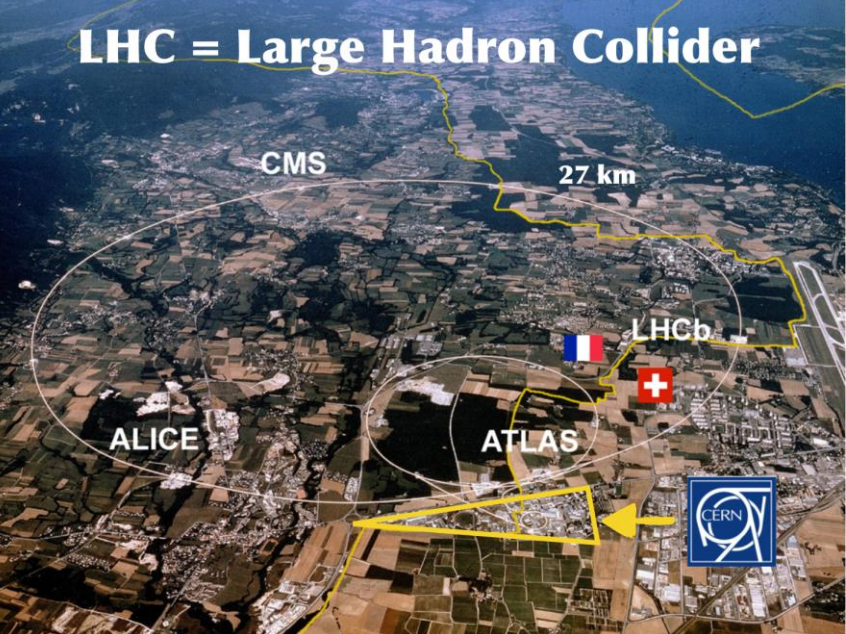 LHC = Large Hadron Collider
CMS
27 km
LHCb
ALICE
ATLAS
CERN